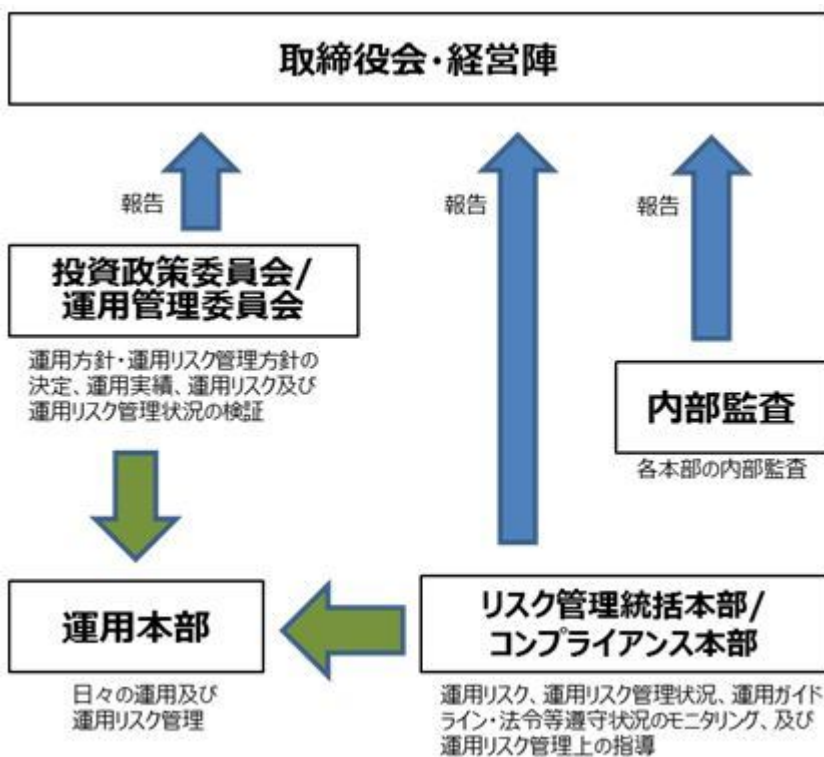 取締役会・経営陣
報告
報告
報告
投資政策委員会/
運用管理委員会
運用方針・運用リスク管理方針の
決定、運用実績、運用リスク及び
運用リスク管理状況の検証
内部監査
各本部の内部監査
運用本部
日々の運用及び
運用リスク管理
リスク管理統括本部/
コンプライアンス本部
運用リスク、運用リスク管理状況、運用ガイド
ライン・法令等遵守状況のモニタリング、及び
運用リスク管理上の指導